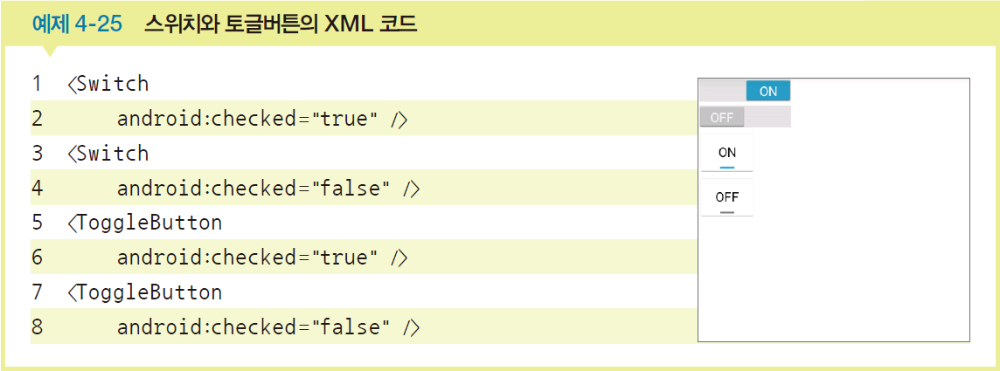 예제 4-25 스위치와 토글버튼의 XML 코드
1 <Switch
2 android:checked="true" />
3 <Switch
4 android:checked="false" />
5 <ToggleButton
6 android:checked="true" />
7 <ToggleButton
8 android:checked="false" />
ON
OFF
ON
OFF